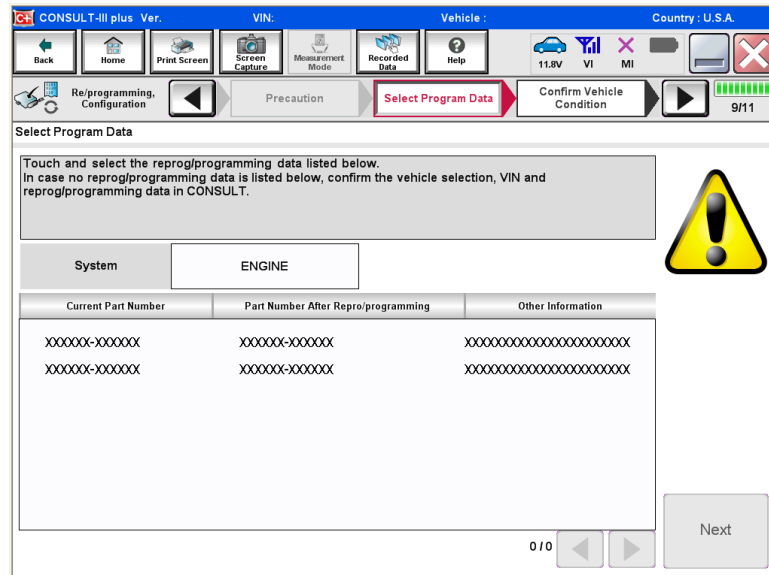 C+ CONSULT-III plus Ver. VIN: Vehicle : Country : U.S.A.
Back
Home
Print Screen
Screen
Capture
Measurement
Mode
Recorded
Data
? Help
11.8V VI MI
Re/programming,
Configuration
Precaution
Select Program Data
Confirm Vehicle
Condition
9/11
Select Program Data
Touch and select the reprog/programming data listed below.
In case no reprog/programming data is listed below, confirm the vehicle selection, VIN and
reprog/programming data in CONSULT.
System ENGINE
Current Part Number Part Number After Repro/programming Other Information
XXXXXX-XXXXXX XXXXXX-XXXXXX XXXXXXXXXXXXXXXXXXXXXX
XXXXXX-XXXXXX XXXXXX-XXXXXX XXXXXXXXXXXXXXXXXXXXXX
0/0
Next